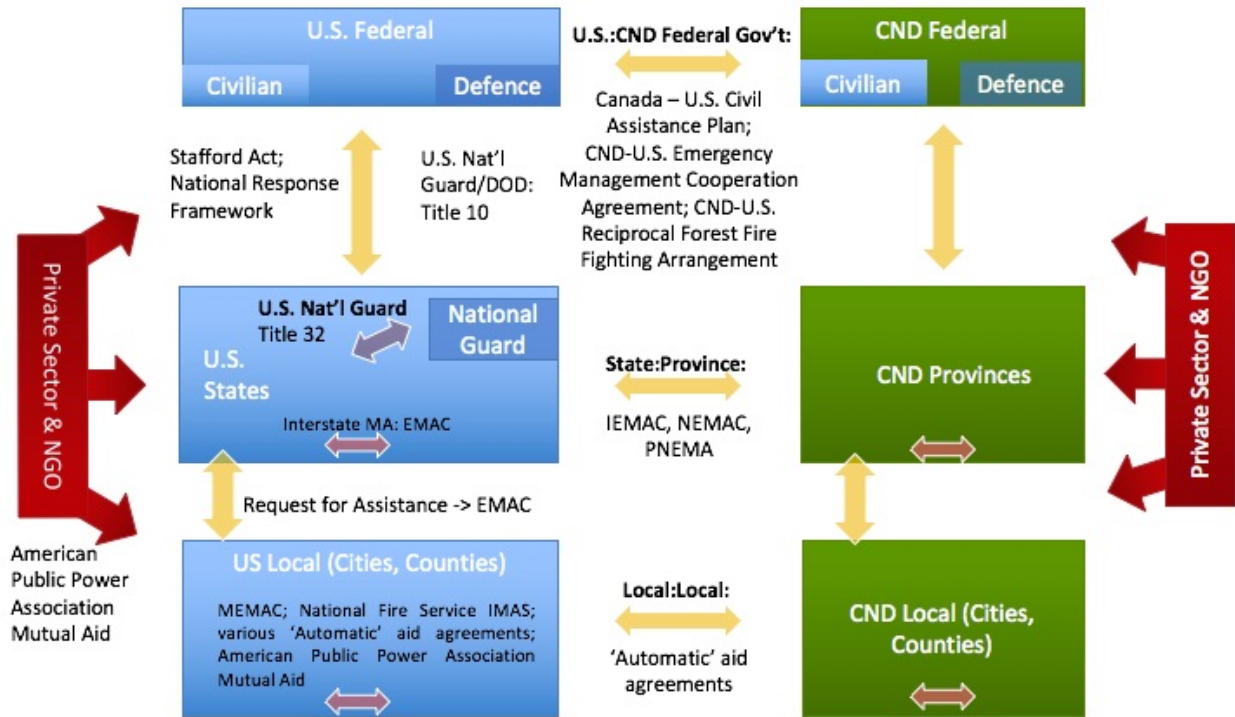 U.S. Federal
Civilian
Defence
U.S.:CND Federal Gov't:
Canada – U.S. Civil
Assistance Plan;
CND-U.S. Emergency
Management Cooperation
Agreement; CND-U.S.
Reciprocal Forest Fire
Fighting Arrangement
CND Federal
Civilian
Defence
Stafford Act;
National Response
Framework
U.S. Nat'l
Guard/DOD:
Title 10
Private Sector & NGO
U.S. Nat'l Guard
Title 32
National
Guard
U.S.
States
Interstate MA: EMAC
State:Province:
IEMAC, NEMAC,
PNEMA
CND Provinces
Private Sector & NGO
Request for Assistance -> EMAC
American
Public Power
Association
Mutual Aid
US Local (Cities, Counties)
MEMAC; National Fire Service IMAS;
various 'Automatic' aid agreements;
American Public Power Association
Mutual Aid
Local:Local:
'Automatic' aid
agreements
CND Local (Cities,
Counties)